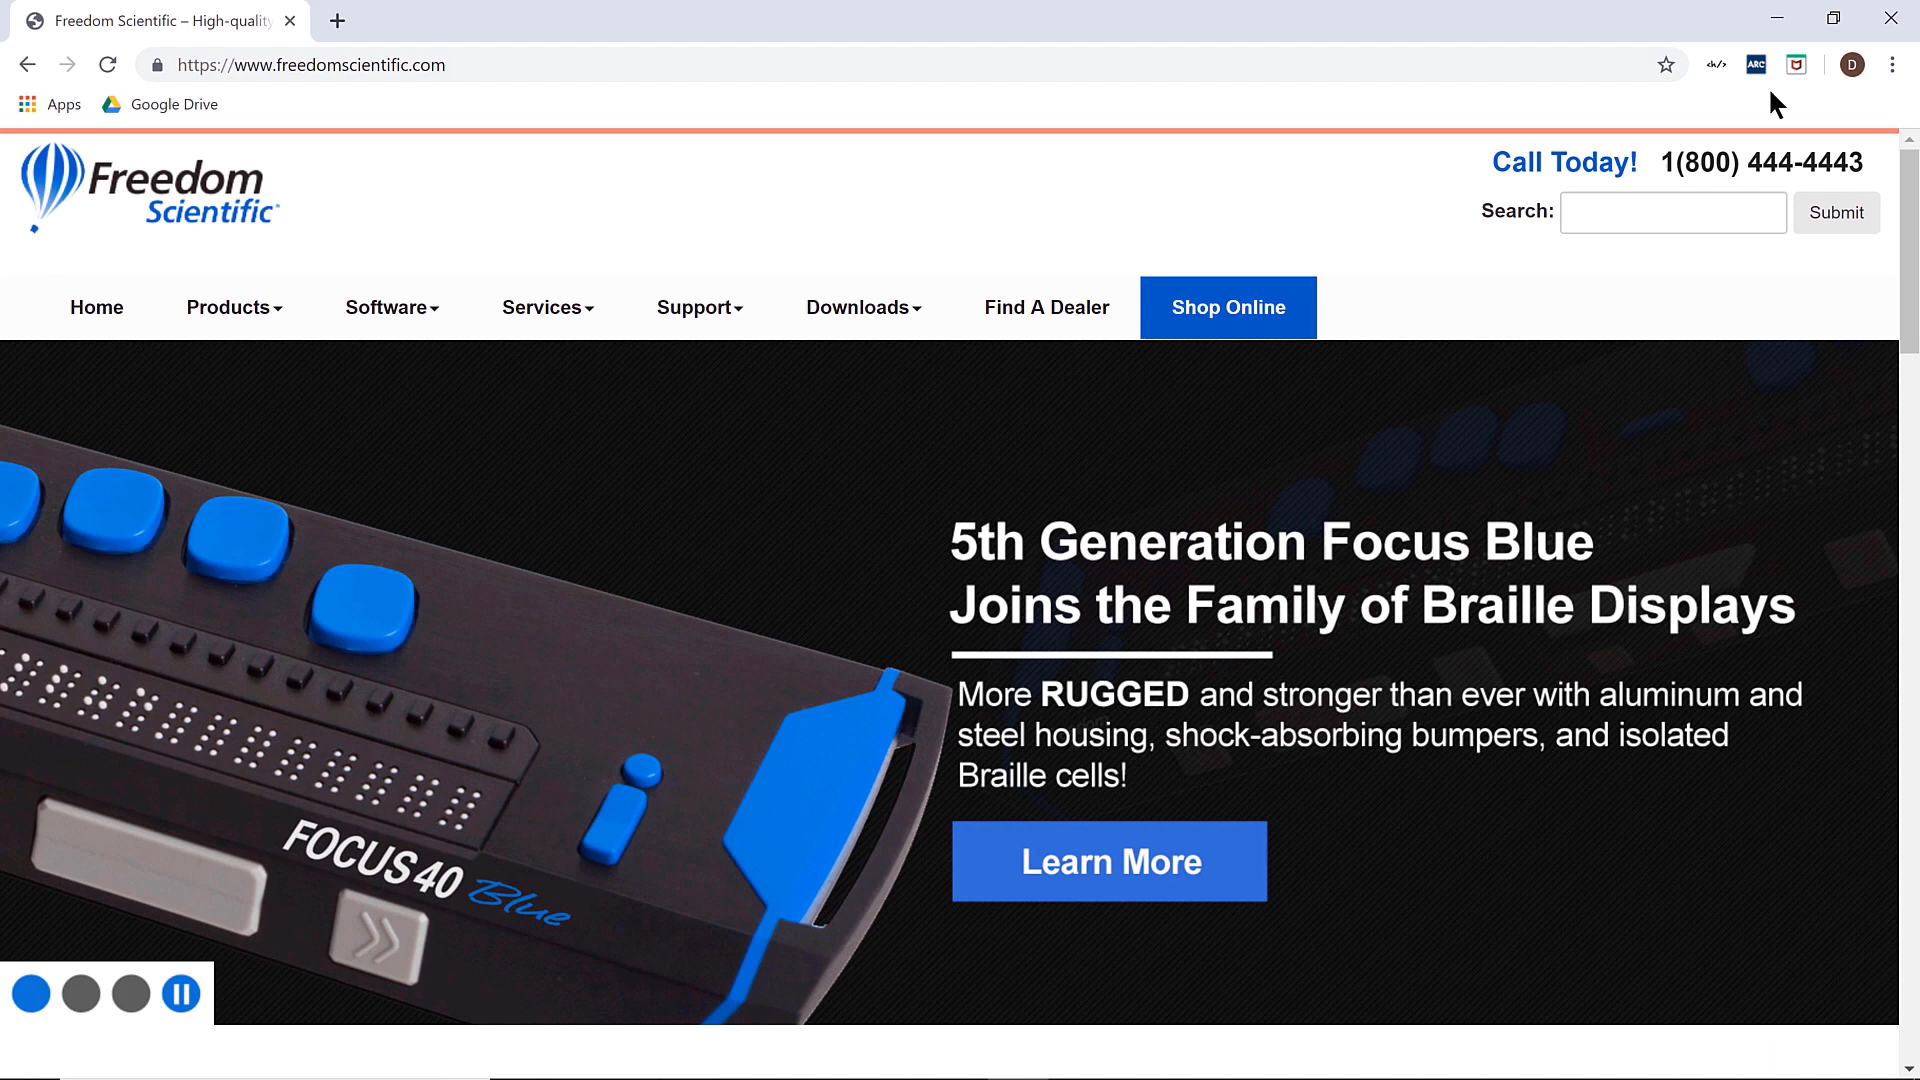 Freedom Scientific – High-quality
https://www.freedomscientific.com
ARC
D
Apps
Google Drive
Freedom
Scientific
Call Today! 1(800) 444-4443
Search:
Submit
Home
Products
Software
Services
Support
Downloads
Find A Dealer
Shop Online
5th Generation Focus Blue
Joins the Family of Braille Displays
More RUGGED and stronger than ever with aluminum and
steel housing, shock-absorbing bumpers, and isolated
Braille cells!
Learn More
FOCUS 40 Blue